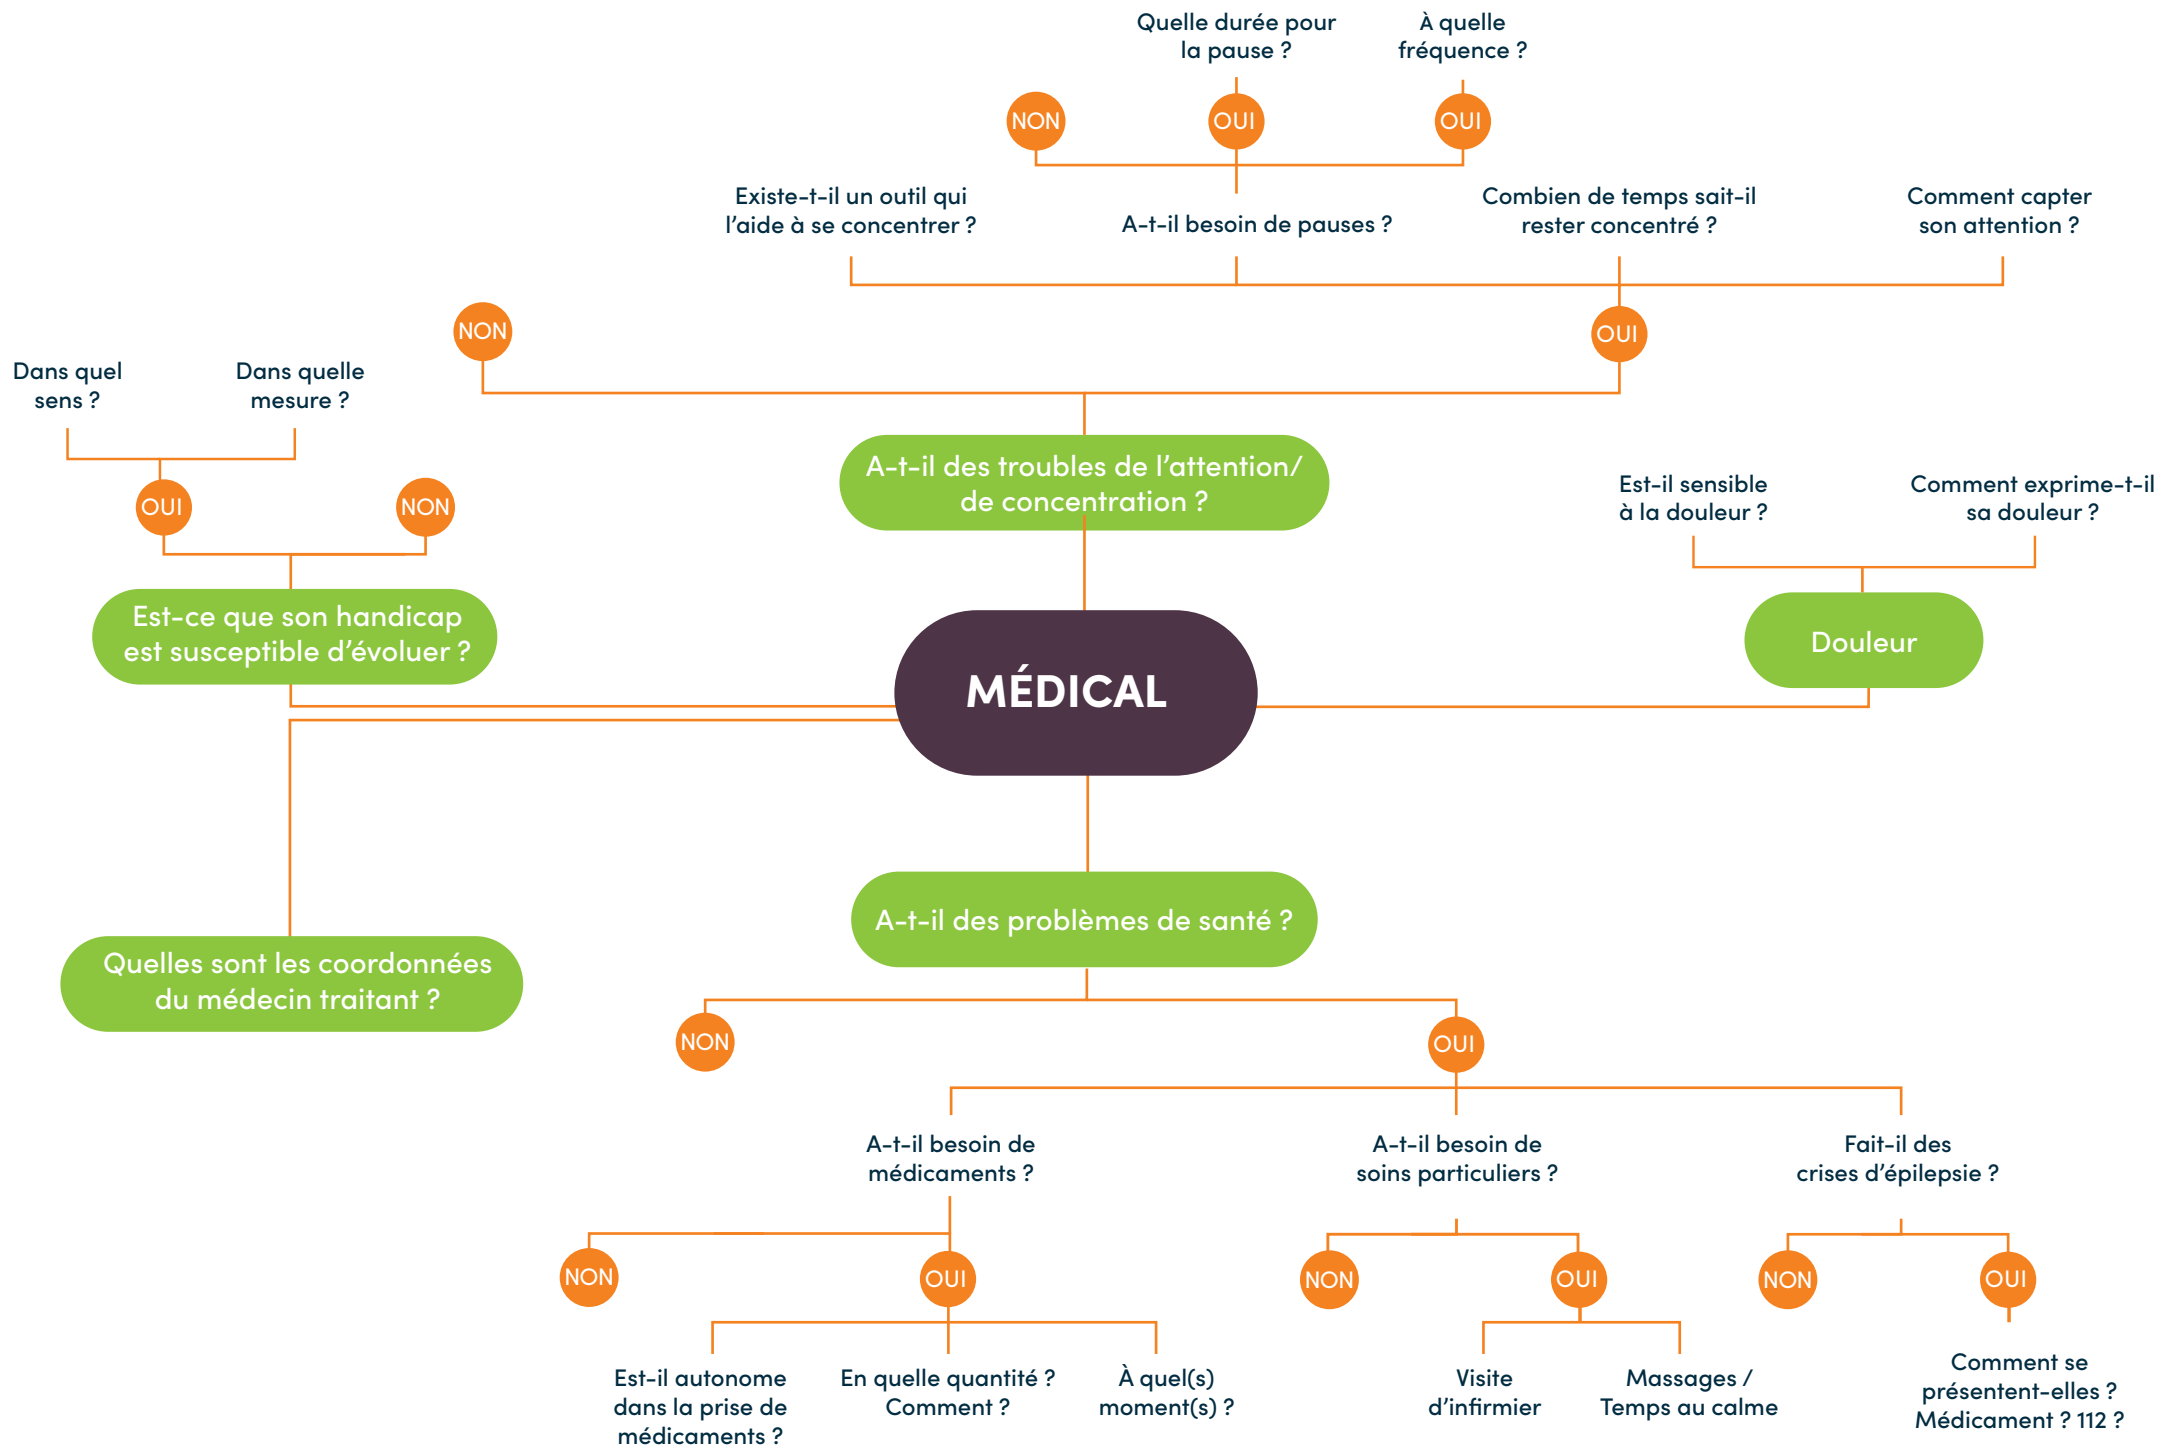 Quelle durée pour
la pause ?
À quelle
fréquence ?
NON
OUI
OUI
Existe-t-il un outil qui
l'aide à se concentrer ?
A-t-il besoin de pauses ?
Combien de temps sait-il
rester concentré ?
Comment capter
son attention ?
NON
OUI
Dans quel
sens ?
Dans quelle
mesure ?
OUI
NON
A-t-il des troubles de l'attention/
de concentration ?
Est-il sensible
à la douleur ?
Comment exprime-t-il
sa douleur ?
Est-ce que son handicap
est susceptible d'évoluer ?
Douleur
MÉDICAL
A-t-il des problèmes de santé ?
Quelles sont les coordonnées
du médecin traitant ?
NON
OUI
A-t-il besoin de
médicaments ?
A-t-il besoin de
soins particuliers ?
Fait-il des
crises d'épilepsie ?
NON
OUI
NON
OUI
NON
OUI
Est-il autonome
dans la prise de
médicaments ?
En quelle quantité ?
Comment ?
À quel(s)
moment(s) ?
Visite
d'infirmier
Massages /
Temps au calme
Comment se
présentent-elles ?
Médicament ? 112 ?